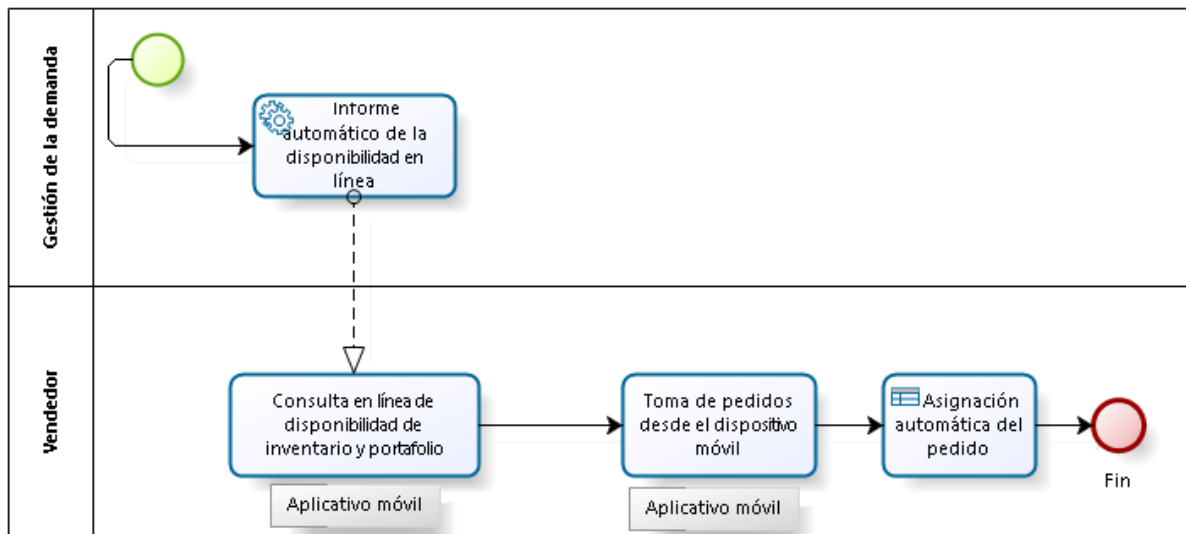 Gestión de la demanda
Informe
automático de la
disponibilidad en
línea
Vendedor
Consulta en línea de
disponibilidad de
inventario y portafolio
Aplicativo móvil
Toma de pedidos
desde el dispositivo
móvil
Aplicativo móvil
Asignación
automática del
pedido
Fin